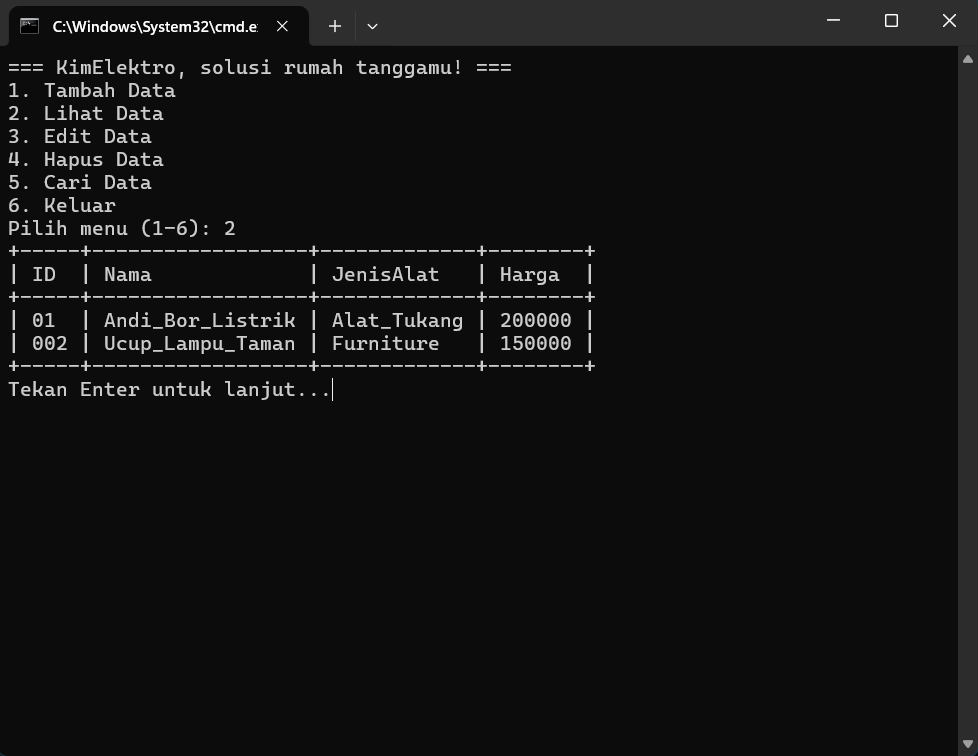 C:\Windows\System32\cmd.e
=== KimElektro, solusi rumah tanggamu! ===
1. Tambah Data
2. Lihat Data
3. Edit Data
4. Hapus Data
5. Cari Data
6. Keluar
Pilih menu (1-6): 2
+-----+------------------+-------------+--------+
| ID  | Nama             | JenisAlat   | Harga  |
+-----+------------------+-------------+--------+
| 01  | Andi_Bor_Listrik | Alat_Tukang | 200000 |
| 002 | Ucup_Lampu_Taman | Furniture   | 150000 |
+-----+------------------+-------------+--------+
Tekan Enter untuk lanjut...